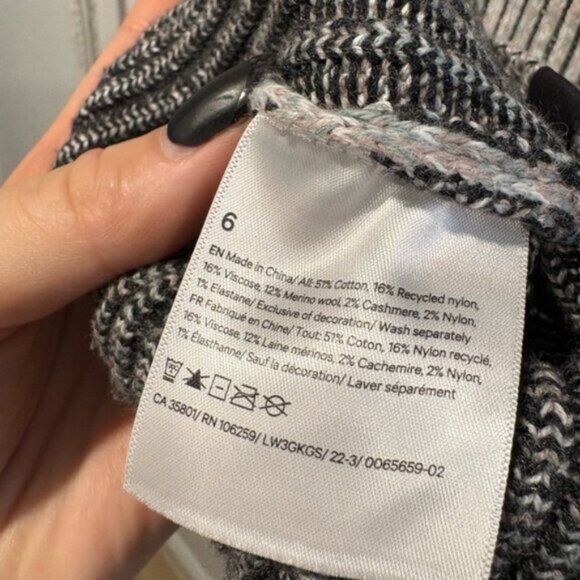 6
EN Made in China/ All: 51% Cotton, 16% Recycled nylon,
16% Viscose, 12% Merino wool, 2% Cashmere, 2% Nylon,
1% Elastane/ Exclusive of decoration/ Wash separately
FR Fabriqué en Chine/ Tout: 51% Coton, 16% Nylon recyclé,
16% Viscose, 12% Laine mérinos, 2% Cachemire, 2% Nylon,
1% Élasthanne/ Sauf la décoration/ Laver séparément
CA 35801/ RN 106259/ LW3GKGS/ 22-3/ 0065659-02